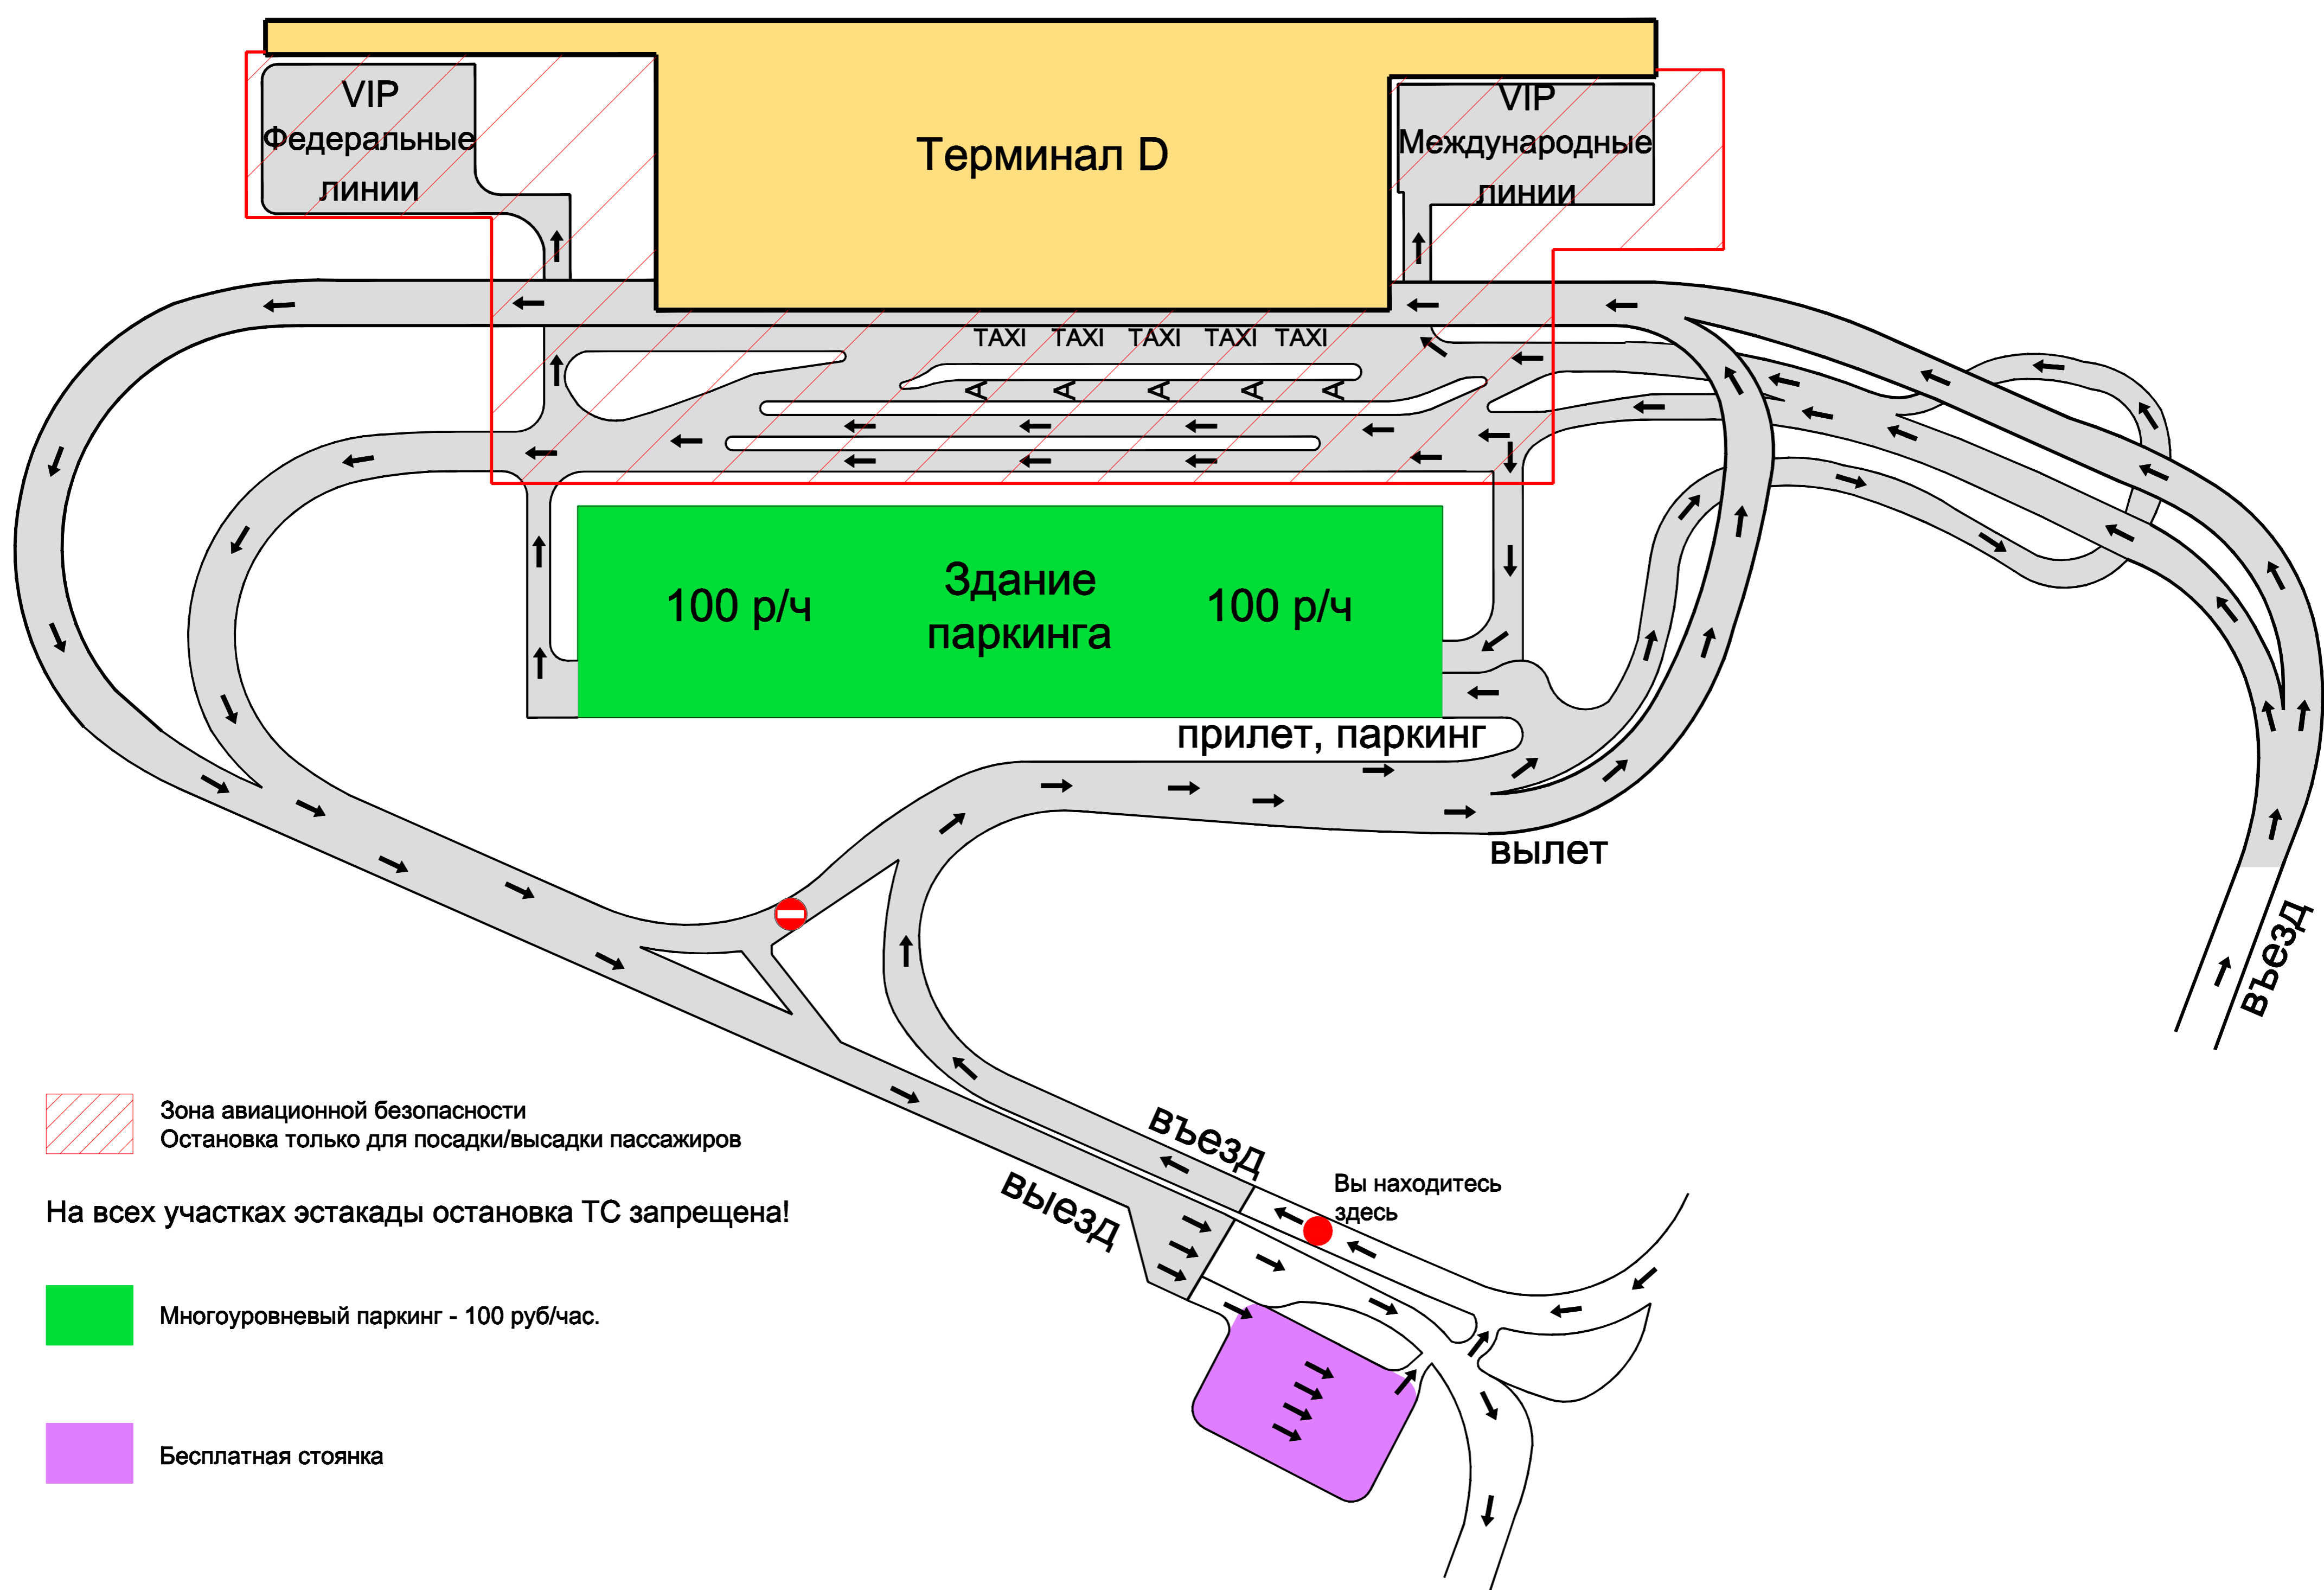 VIP
Федеральные
линии
Терминал D
VIP
Международные
линии
TAXI TAXI TAXI TAXI TAXI
A A A A A
100 р/ч
Здание
паркинга
100 р/ч
прилет, паркинг
вылет
въезд
въезд
выезд
Вы находитесь
здесь
Зона авиационной безопасности
Остановка только для посадки/высадки пассажиров
На всех участках эстакады остановка ТС запрещена!
Многоуровневый паркинг - 100 руб/час.
Бесплатная стоянка